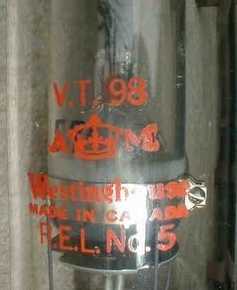 V.T. 98
A M
Westinghouse
MADE IN CANADA
R.E.L. No. 5